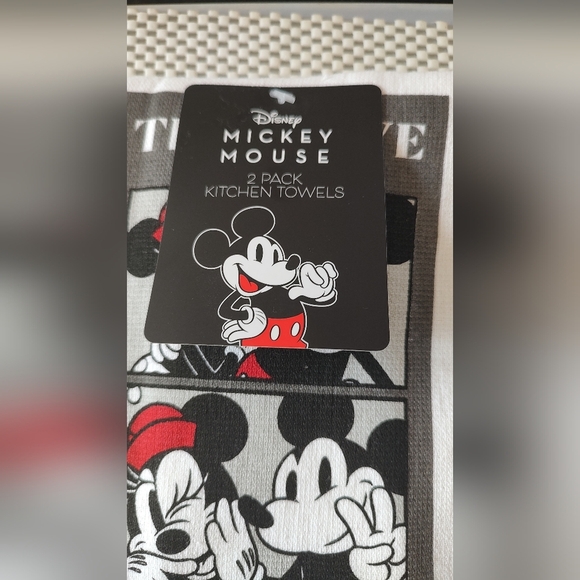 Disney
MICKEY
MOUSE
2 PACK
KITCHEN TOWELS